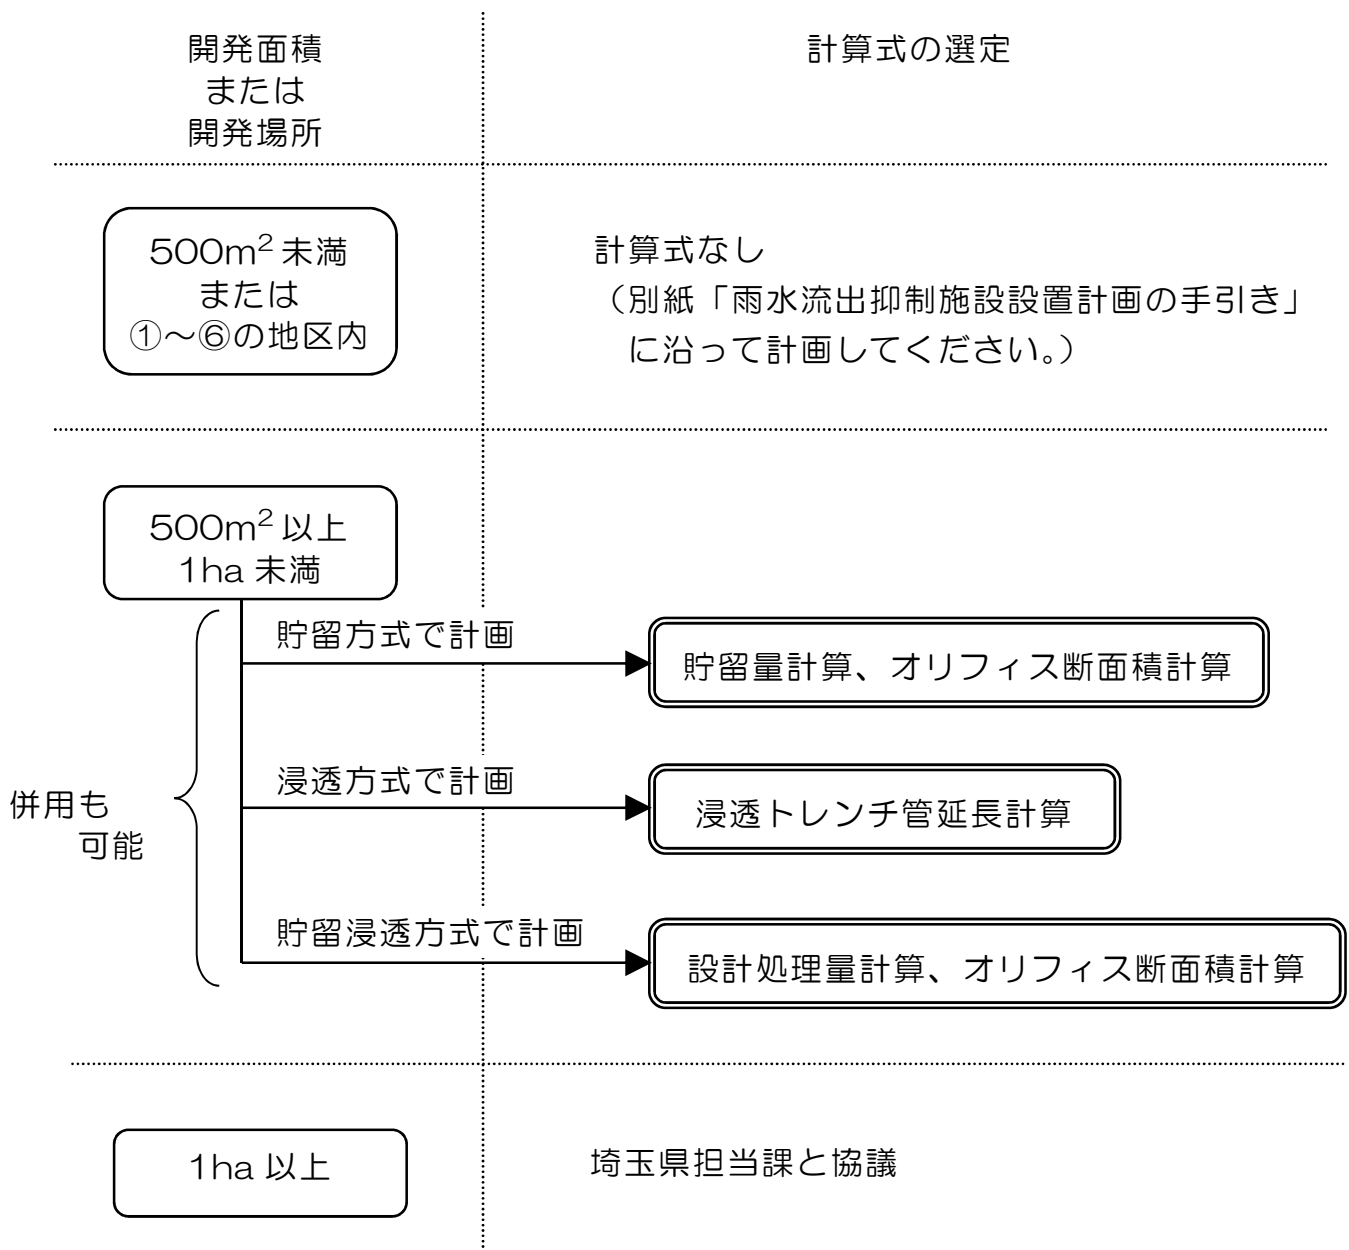 開発面積
または
開発場所
計算式の選定
500m² 未満
または
①～⑥の地区内
計算式なし
（別紙「雨水流出抑制施設設置計画の手引き」
に沿って計画してください。）
500m² 以上
1ha 未満
貯留方式で計画
貯留量計算、オリフィス断面積計算
浸透方式で計画
浸透トレンチ管延長計算
併用も
可能
貯留浸透方式で計画
設計処理量計算、オリフィス断面積計算
1ha 以上
埼玉県担当課と協議